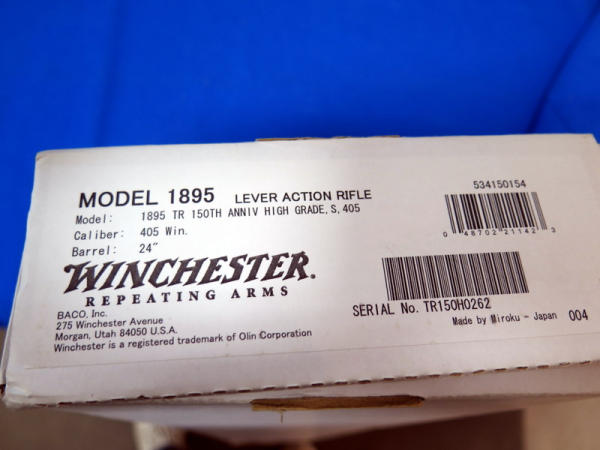 MODEL 1895 LEVER ACTION RIFLE
Model: 1895 TR 150TH ANNIV HIGH GRADE,S,405
Caliber: 405 Win.
Barrel: 24"
WINCHESTER.
REPEATING ARMS
BACO, Inc.
275 Winchester Avenue
Morgan, Utah 84050 U.S.A.
Winchester is a registered trademark of Olin Corporation
534150154
0 48702 21142 3
SERIAL No. TR150H0262
Made by Miroku - Japan 004